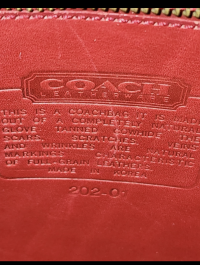 COACH
LEATHERWARE
THIS IS A COACH BAG. IT IS MADE
OUT OF A COMPLETELY NATURAL
GLOVE TANNED COWHIDE. THE
SCARS, SCRATCHES, VEINS
AND WRINKLES ARE NATURAL
MARKINGS CHARACTERISTIC
OF FULL-GRAIN LEATHER.
MADE IN KOREA
202-0